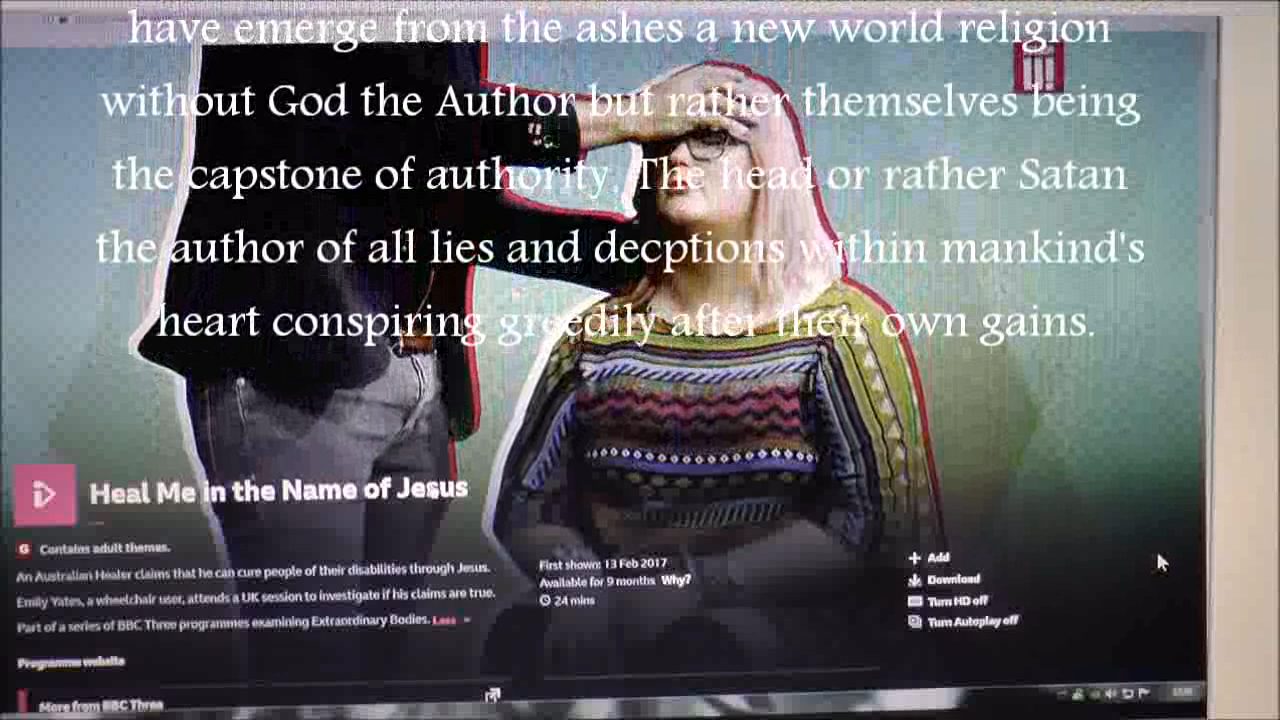 have emerge from the ashes a new world religion
without God the Author but rather themselves being
the capstone of authority. The head or rather Satan
the author of all lies and decptions within mankind's
heart conspiring greedily after their own gains.
Heal Me in the Name of Jesus
G Contains adult themes.
An Australian Healer claims that he can cure people of their disabilities through Jesus.
Emily Yates, a wheelchair user, attends a UK session to investigate if his claims are true.
Part of a series of BBC Three programmes examining Extraordinary Bodies. Less
Programme website
More from BBC Three
First shown: 13 Feb 2017
Available for 9 months Why?
24 mins
Add
Download
Turn HD off
Turn Autoplay off